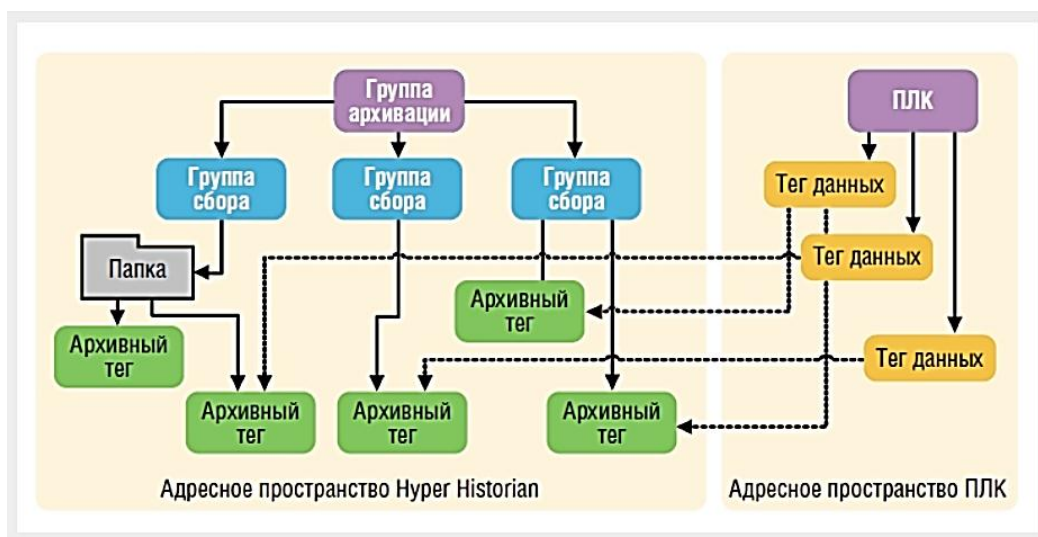 Группа
архивации
ПЛК
Группа
сбора
Группа
сбора
Группа
сбора
Тег данных
Папка
Тег данных
Архивный
тег
Архивный
тег
Тег данных
Архивный
тег
Архивный
тег
Архивный
тег
Адресное пространство Hyper Historian
Адресное пространство ПЛК